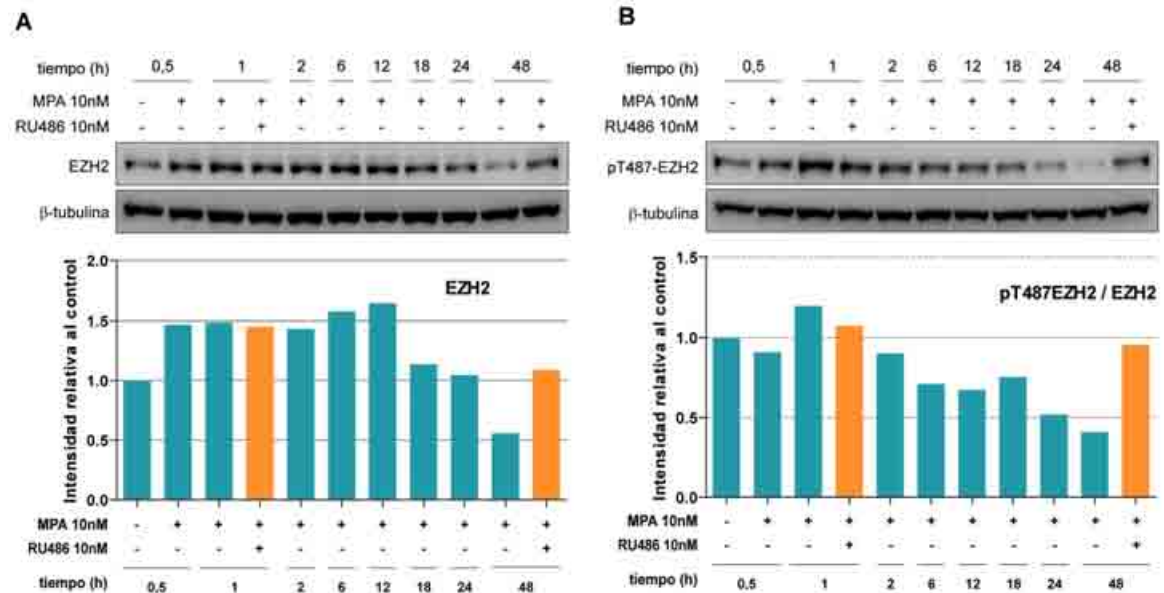 A
tiempo (h) 0,5 1 2 6 12 18 24 48
MPA 10nM - + + + + + + + + + +
RU486 10nM - - - + - - - - - - +
EZH2
β-tubulina
Intensidad relativa al control
2.0
1.5
1.0
0.5
0.0
EZH2
MPA 10nM - + + + + + + + + + +
RU486 10nM - - - + - - - - - - +
tiempo (h) 0,5 1 2 6 12 18 24 48
B
tiempo (h) 0,5 1 2 6 12 18 24 48
MPA 10nM - + + + + + + + + + +
RU486 10nM - - - + - - - - - - +
pT487-EZH2
β-tubulina
Intensidad relativa al control
1.5
1.0
0.5
0.0
pT487EZH2 / EZH2
MPA 10nM - + + + + + + + + + +
RU486 10nM - - - + - - - - - - +
tiempo (h) 0,5 1 2 6 12 18 24 48